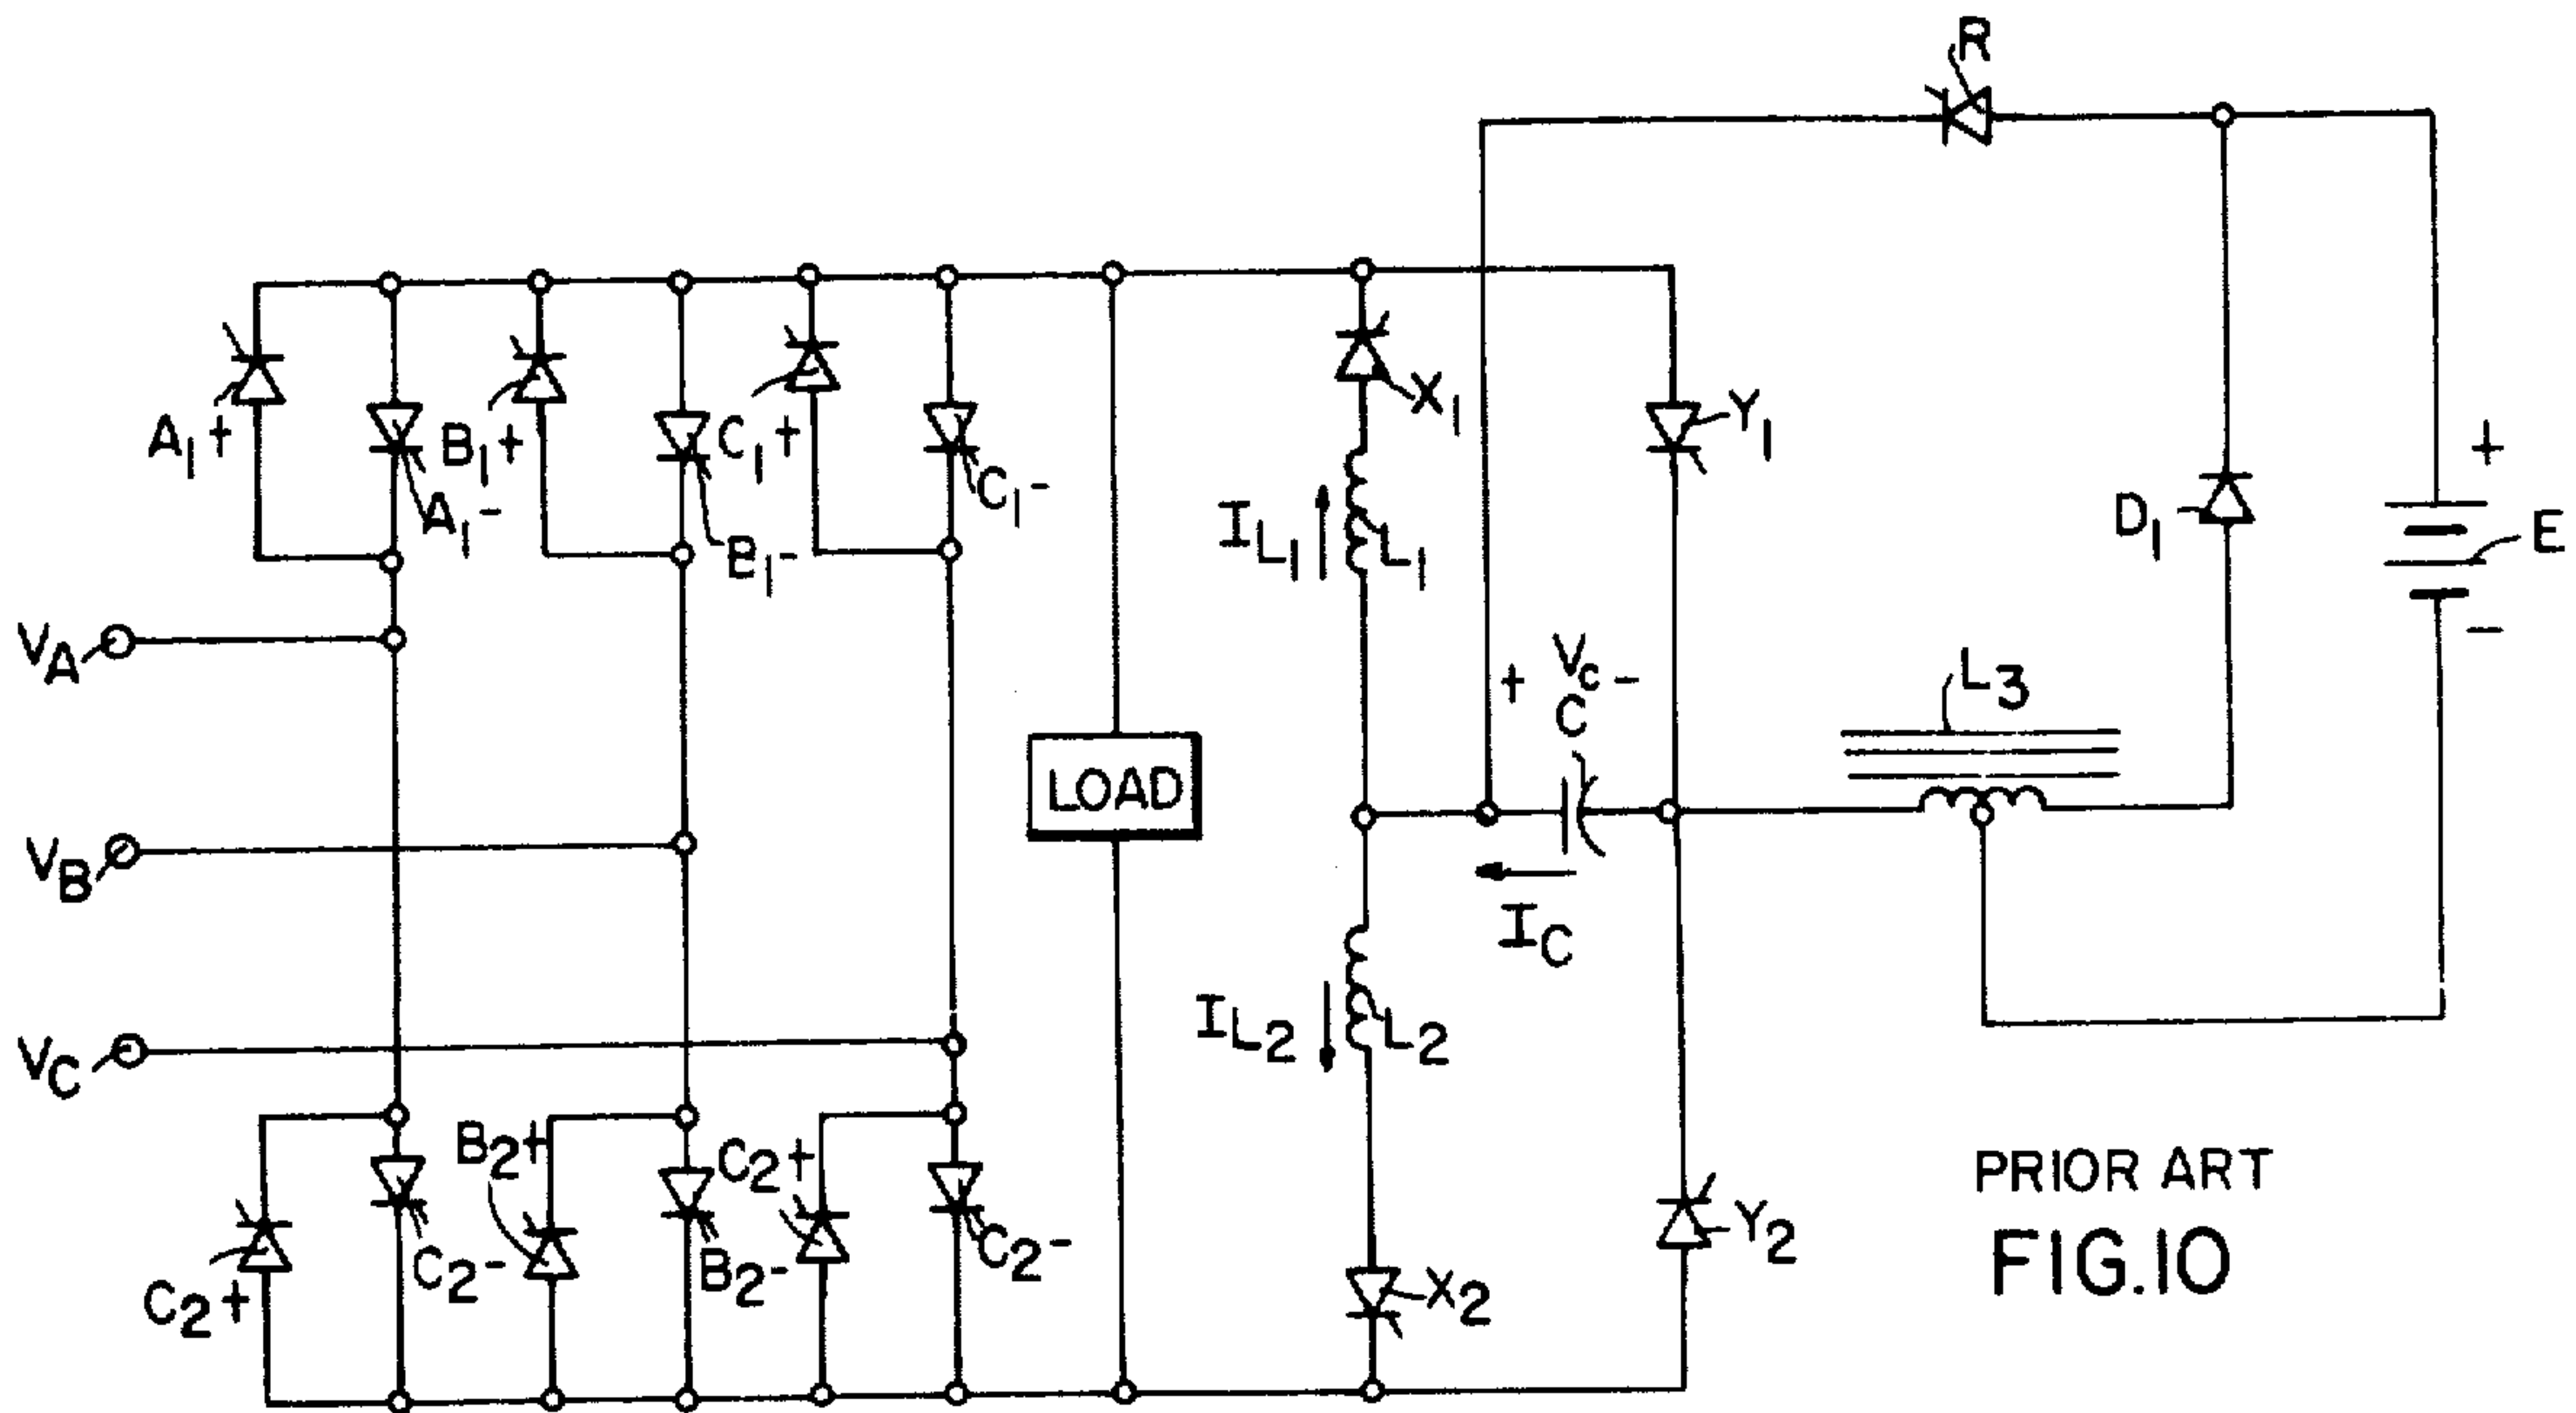 R
A1+
A1-
B1+
B1-
C1+
C1-
X1
Y1
IL1
L1
D1
+
E
-
VA
VB
VC
LOAD
+
Vc
-
C
IC
L3
IL2
L2
C2+
C2-
B2+
B2-
C2+
C2-
X2
Y2
PRIOR ART
FIG.10